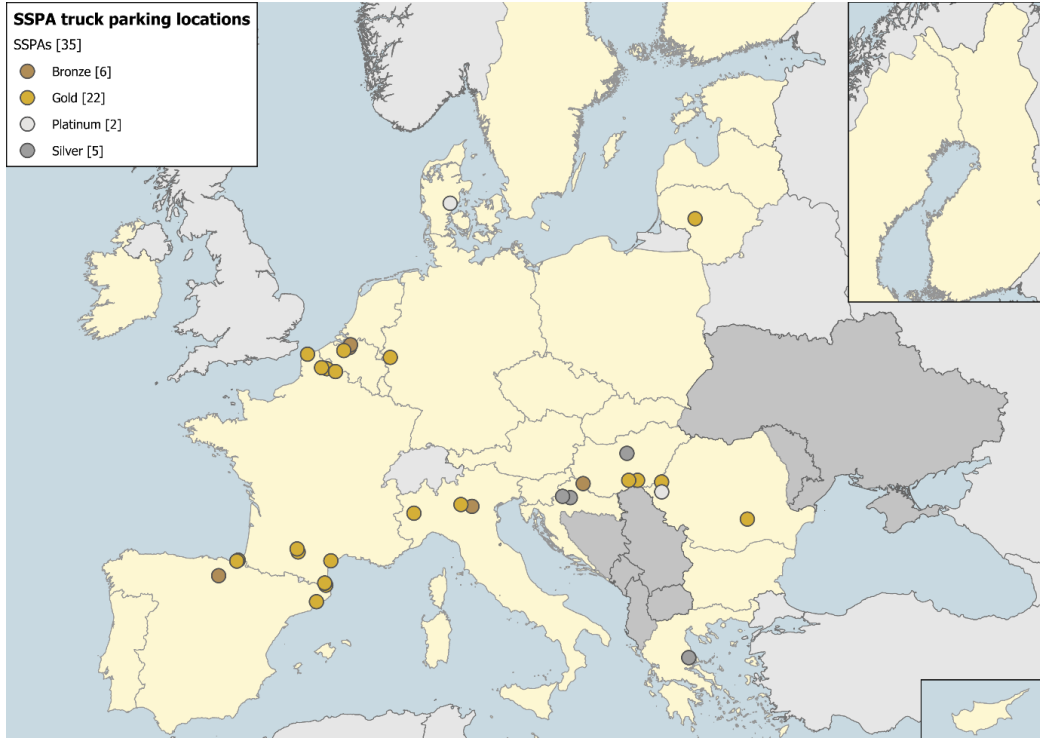 SSPA truck parking locations
SSPAs [35]
Bronze [6]
Gold [22]
Platinum [2]
Silver [5]